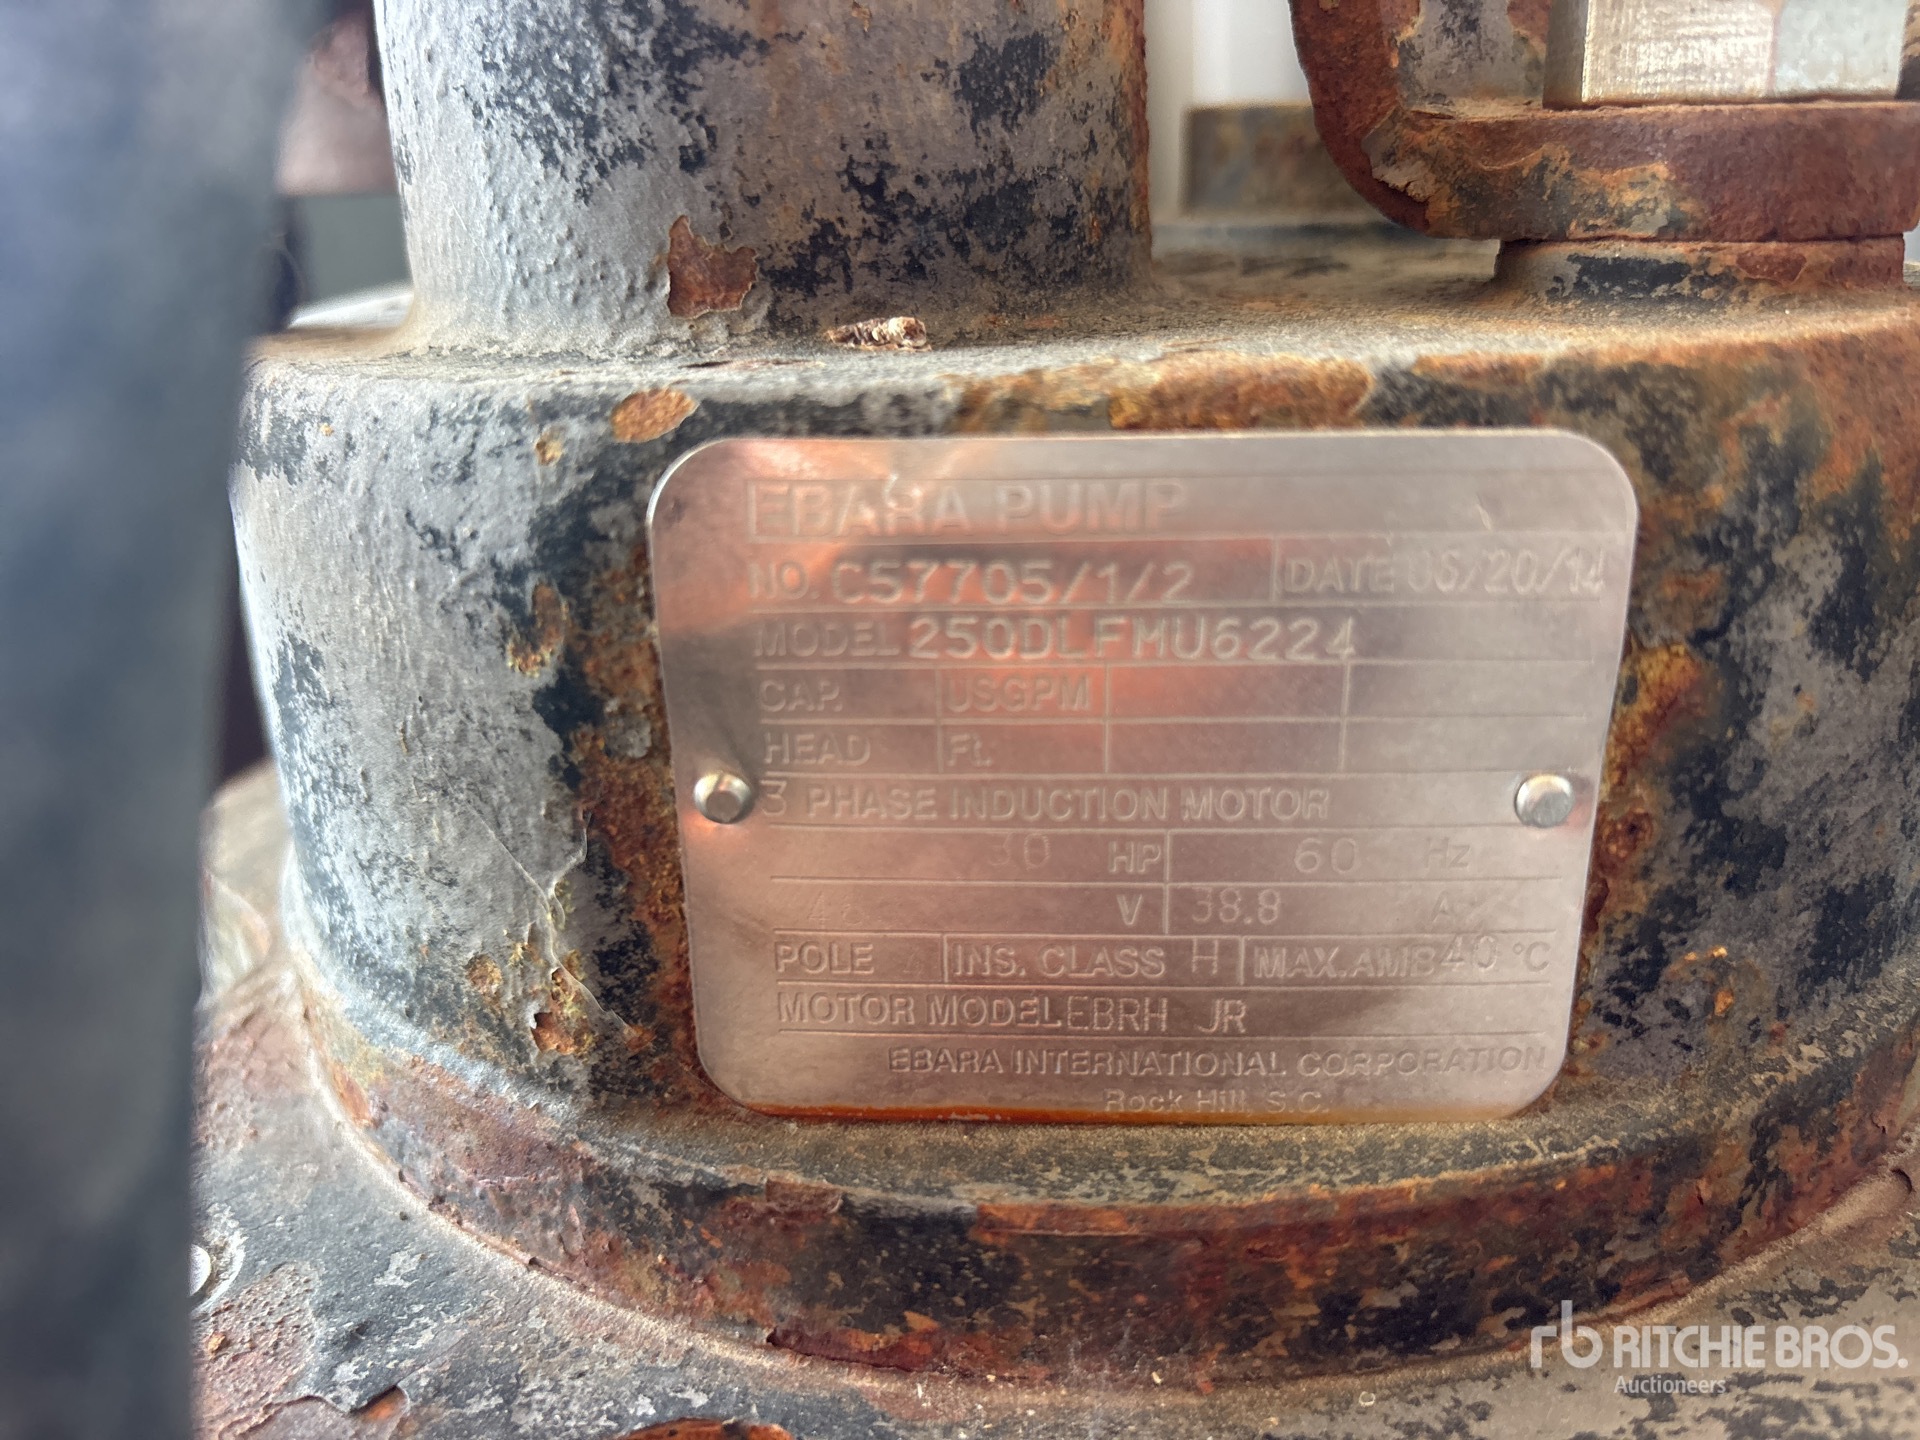 EBARA PUMP
NO. C57705/1/2 DATE 06/20/14
MODEL 250DLFMU6224
CAP. USGPM
HEAD Ft.
3 PHASE INDUCTION MOTOR
30 HP 60 Hz
V 38.8 A
POLE INS. CLASS H MAX. AMB 40 °C
MOTOR MODEL EBRH JR
EBARA INTERNATIONAL CORPORATION
Rock Hill, S.C.
rb RITCHIE BROS.
Auctioneers